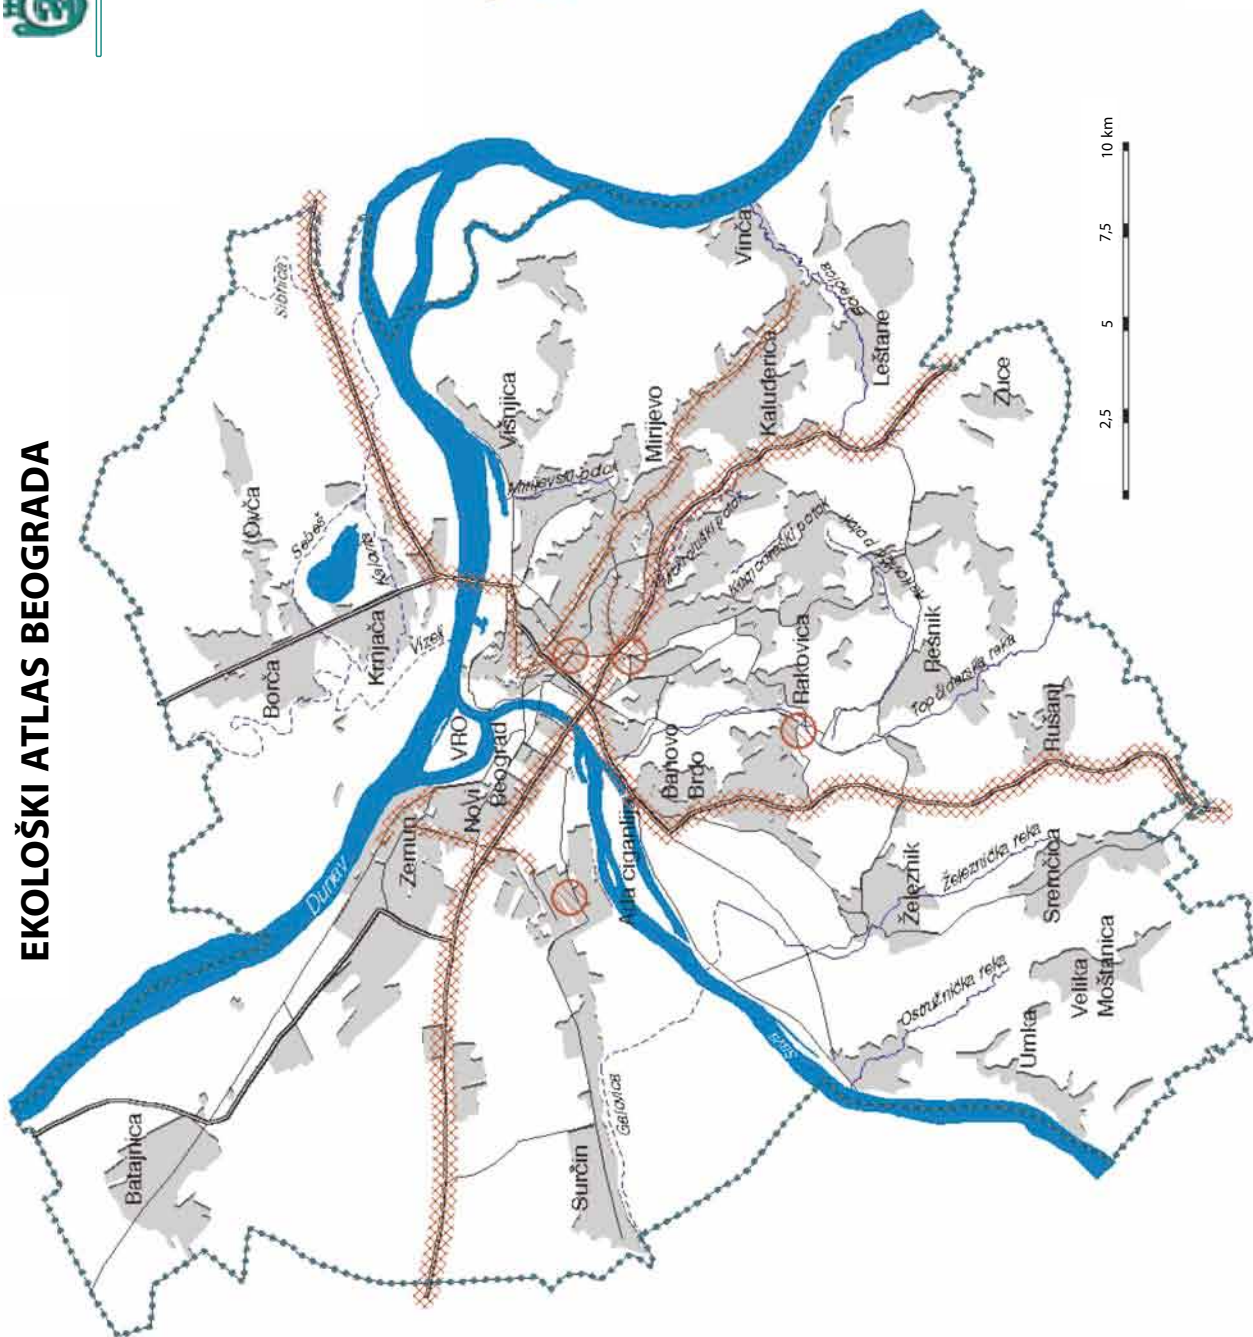 EKOLOŠKI ATLAS BEOGRADA
Batajnica
Dunav
Zemun
Novi
Beograd
VRO
Borča
Ovča
Sebeš
Kalovita
Krnjača
Vizelj
Sibnica
Višnjica
Mirijevski potok
Mirijevo
Kaluđerica
Vinča
Bolečica
Leštane
Zuce
Surčin
Galovica
Ada ciganlija
Banovo
Brdo
Rakovica
Resnik
Topčiderska reka
Rušanj
Železnik
Železnička reka
Sremčica
Ostružnička reka
Sava
Umka
Velika
Moštanica
2,5
5
7,5
10 km